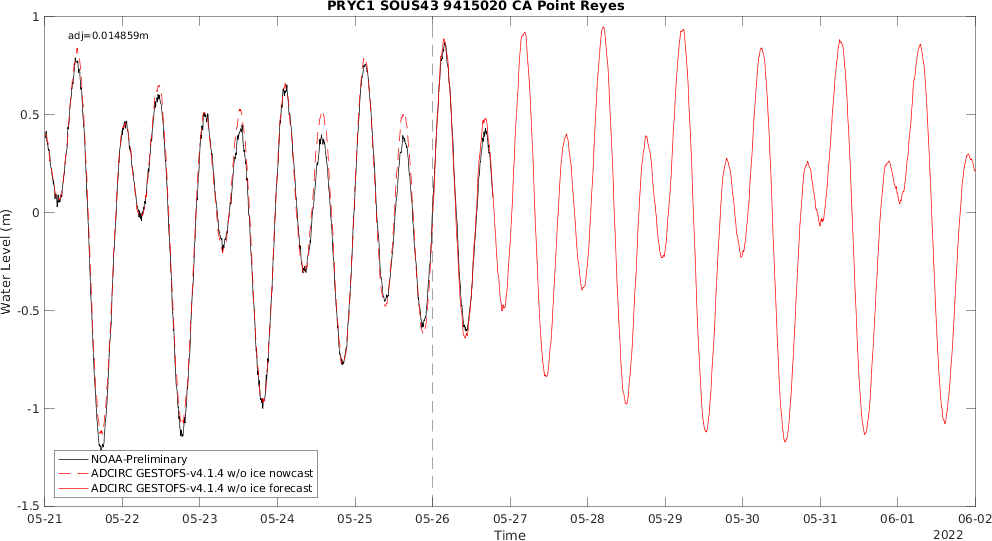 PRYC1 SOUS43 9415020 CA Point Reyes
adj=0.014859m
Water Level (m)
1
0.5
0
-0.5
-1
-1.5
NOAA-Preliminary
ADCIRC GESTOFS-v4.1.4 w/o ice nowcast
ADCIRC GESTOFS-v4.1.4 w/o ice forecast
05-21 05-22 05-23 05-24 05-25 05-26 05-27 05-28 05-29 05-30 05-31 06-01 06-02
Time
2022